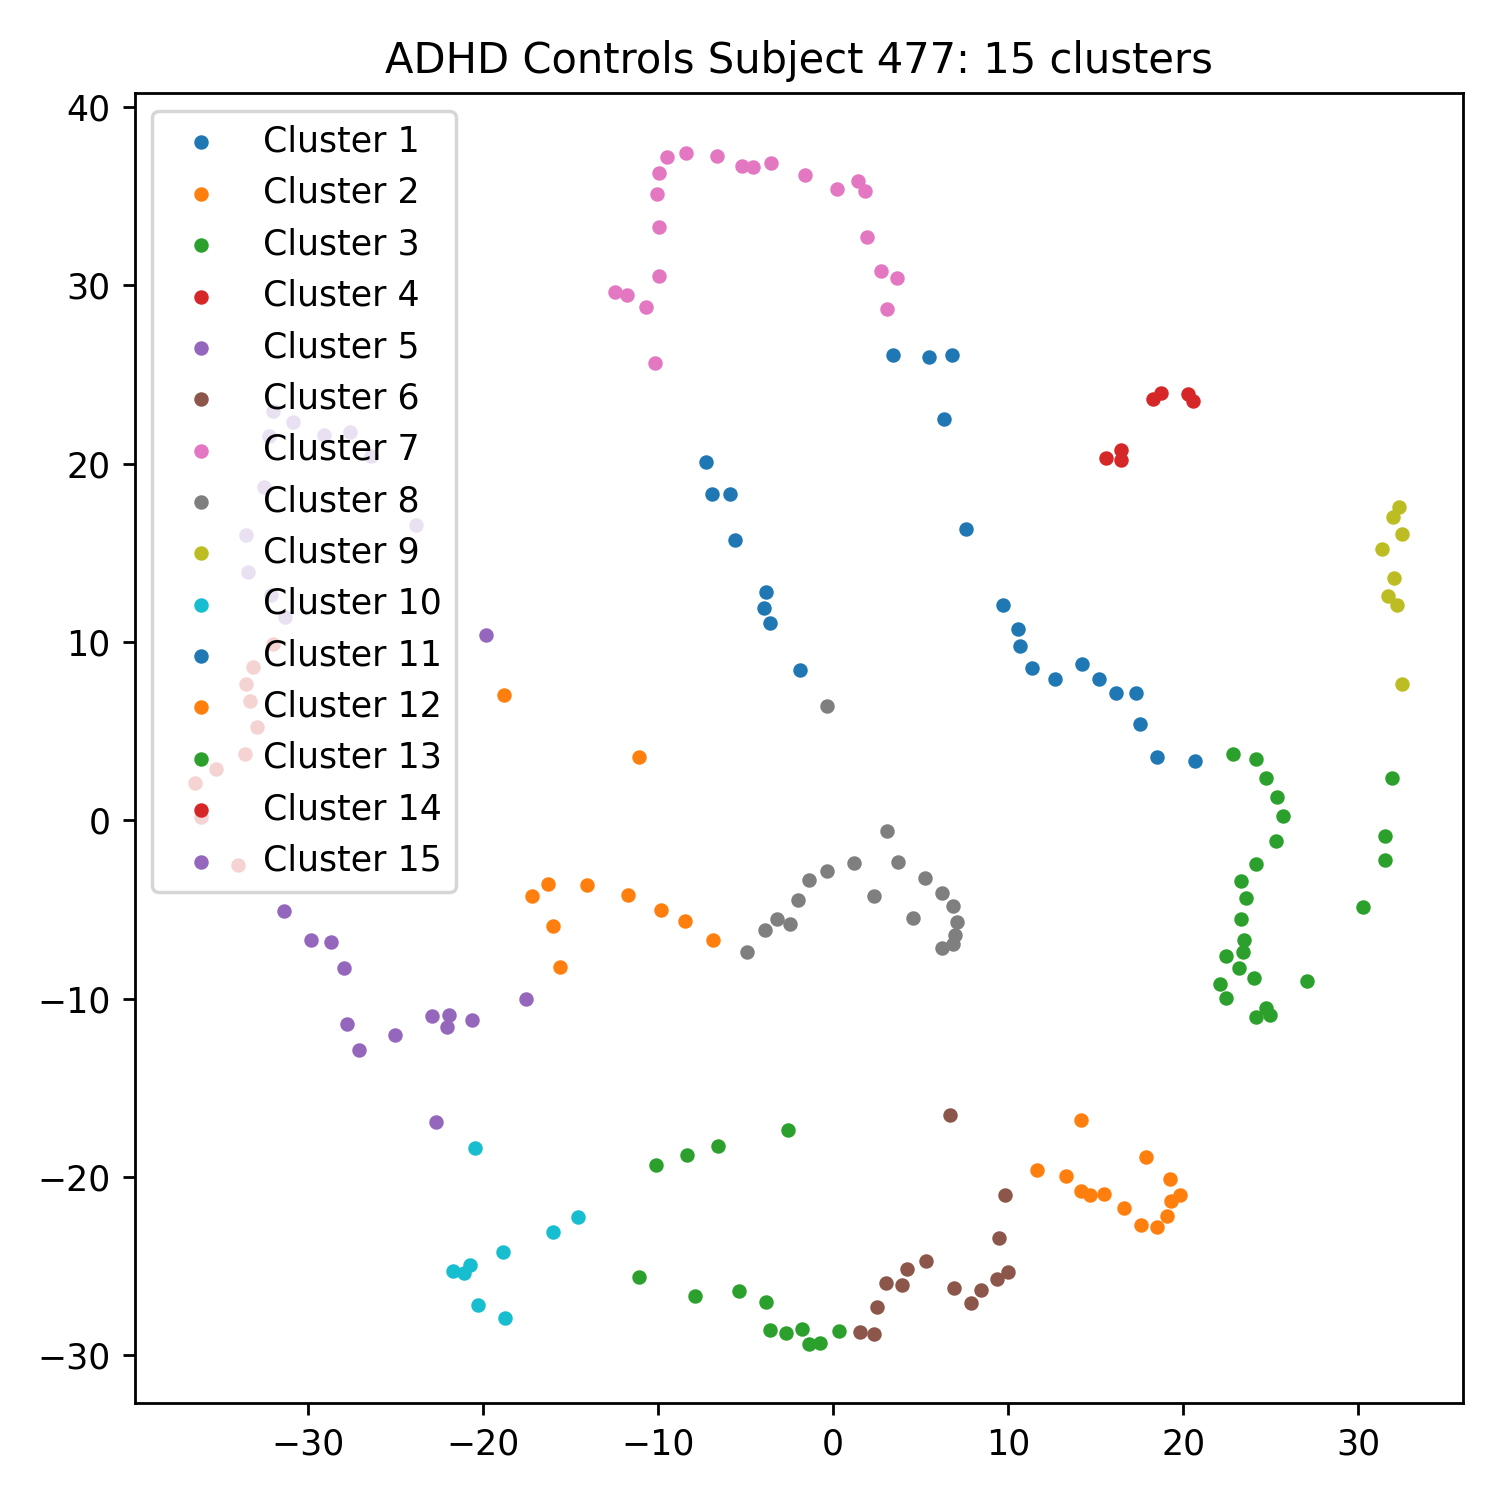 ADHD Controls Subject 477: 15 clusters
40
30
20
10
0
−10
−20
−30
Cluster 1
Cluster 2
Cluster 3
Cluster 4
Cluster 5
Cluster 6
Cluster 7
Cluster 8
Cluster 9
Cluster 10
Cluster 11
Cluster 12
Cluster 13
Cluster 14
Cluster 15
−30 −20 −10 0 10 20 30